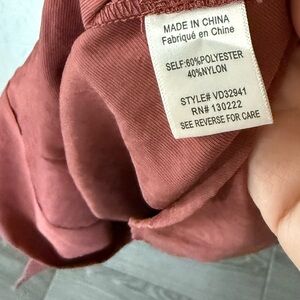 MADE IN CHINA
Fabriqué en Chine
SELF:60%POLYESTER
40%NYLON
STYLE# VD32941
RN# 130222
SEE REVERSE FOR CARE